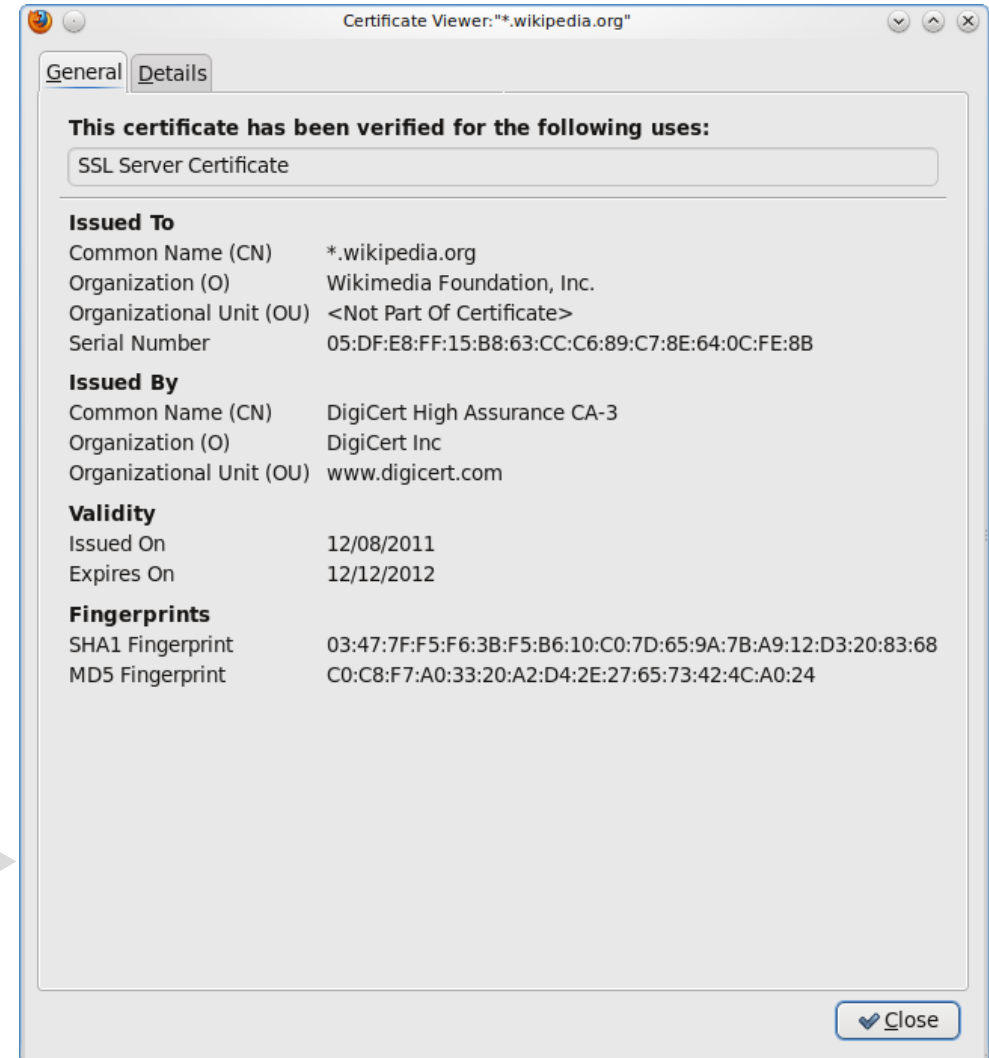 Certificate Viewer:"*.wikipedia.org"
General Details
This certificate has been verified for the following uses:
SSL Server Certificate
Issued To
Common Name (CN) *.wikipedia.org
Organization (O) Wikimedia Foundation, Inc.
Organizational Unit (OU) <Not Part Of Certificate>
Serial Number 05:DF:E8:FF:15:B8:63:CC:C6:89:C7:8E:64:0C:FE:8B
Issued By
Common Name (CN) DigiCert High Assurance CA-3
Organization (O) DigiCert Inc
Organizational Unit (OU) www.digicert.com
Validity
Issued On 12/08/2011
Expires On 12/12/2012
Fingerprints
SHA1 Fingerprint 03:47:7F:F5:F6:3B:F5:B6:10:C0:7D:65:9A:7B:A9:12:D3:20:83:68
MD5 Fingerprint C0:C8:F7:A0:33:20:A2:D4:2E:27:65:73:42:4C:A0:24
Close